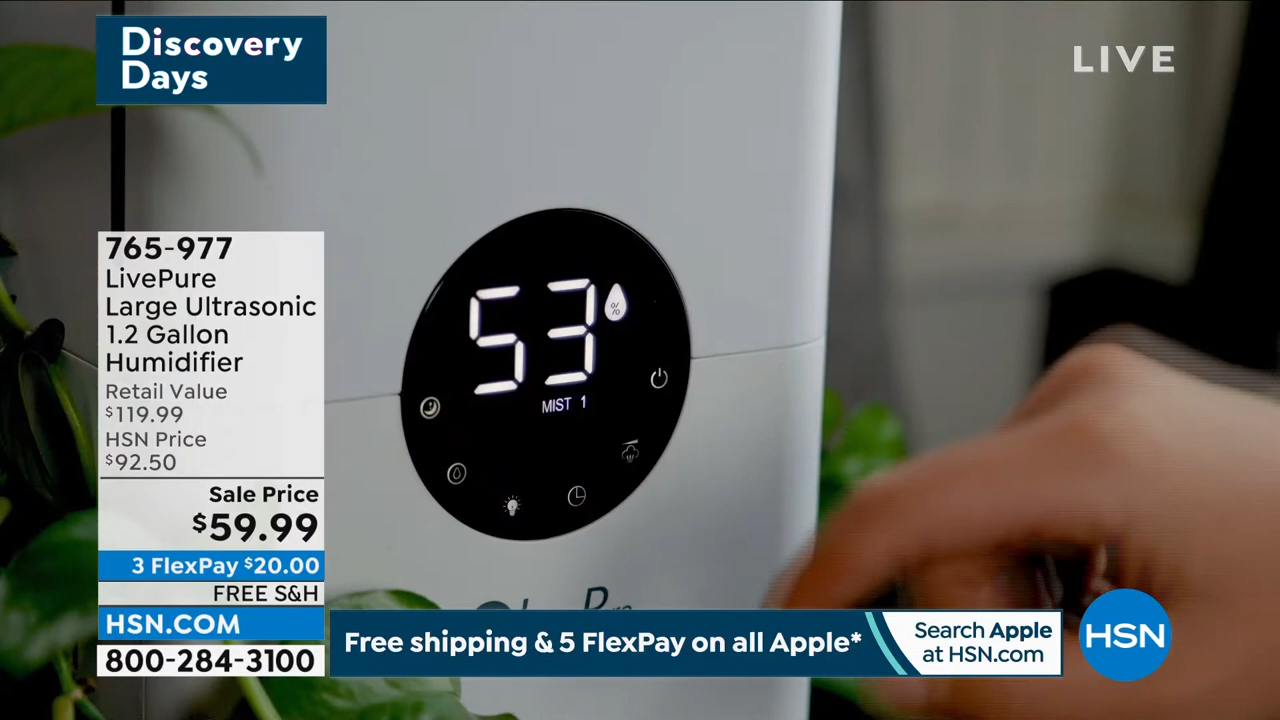 Discovery
Days
LIVE
765-977
LivePure
Large Ultrasonic
1.2 Gallon
Humidifier
Retail Value
$119.99
HSN Price
$92.50
Sale Price
$59.99
3 FlexPay $20.00
FREE S&H
HSN.COM
800-284-3100
53
%
MIST 1
Free shipping & 5 FlexPay on all Apple*
Search Apple
at HSN.com
HSN